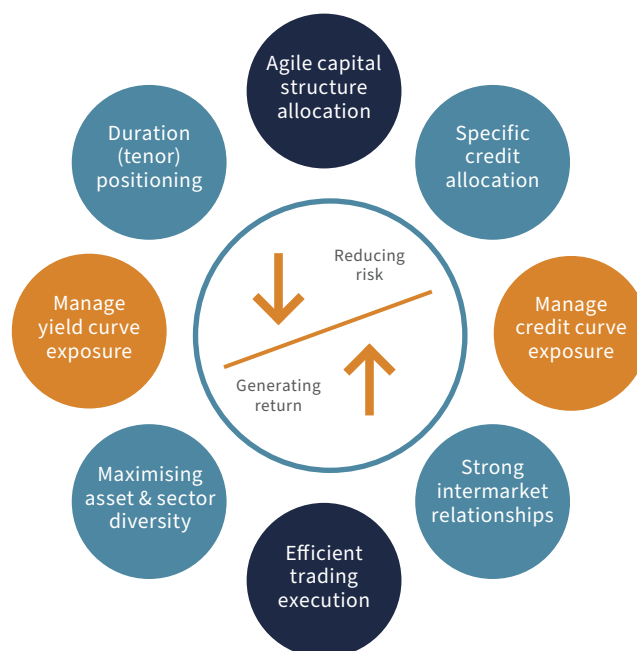 Agile capital
structure
allocation
Duration
(tenor)
positioning
Specific
credit
allocation
Reducing
risk
Manage
yield curve
exposure
Manage
credit curve
exposure
Generating
return
Maximising
asset & sector
diversity
Strong
intermarket
relationships
Efficient
trading
execution